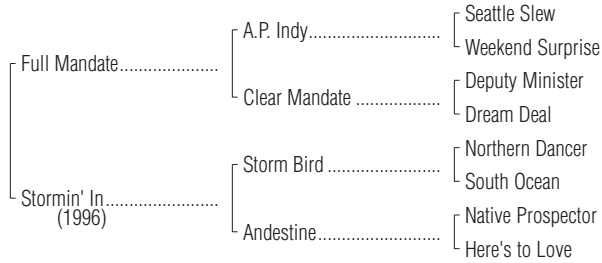 Seattle Slew
A.P. Indy
Weekend Surprise
Full Mandate
Deputy Minister
Clear Mandate
Dream Deal
Northern Dancer
Storm Bird
South Ocean
Stormin' In
(1996)
Native Prospector
Andestine
Here's to Love